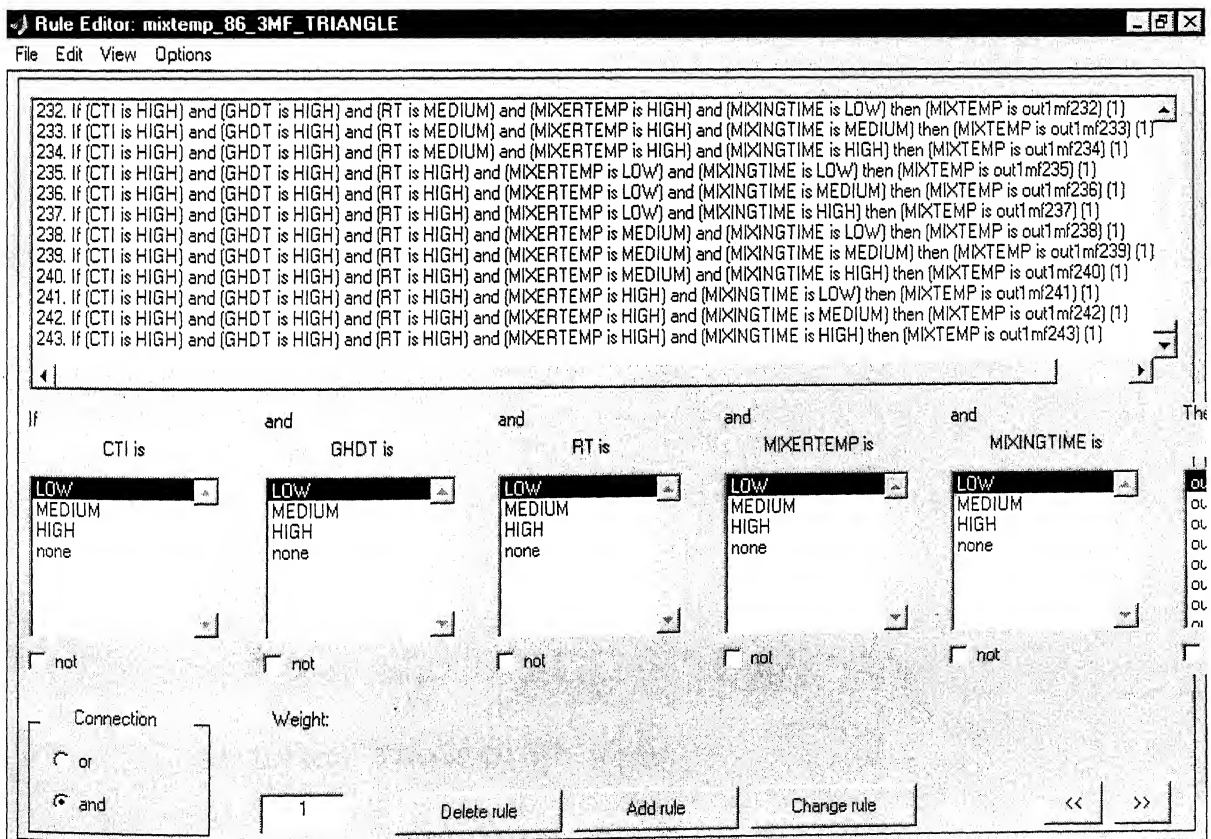 Rule Editor: mixtemp_86_3MF_TRIANGLE
File Edit View Options
232. If (CTI is HIGH) and (GHDT is HIGH) and (RT is MEDIUM) and (MIXERTEMP is HIGH) and (MIXINGTIME is LOW) then (MIXTEMP is out1mf232) (1)
233. If (CTI is HIGH) and (GHDT is HIGH) and (RT is MEDIUM) and (MIXERTEMP is HIGH) and (MIXINGTIME is MEDIUM) then (MIXTEMP is out1mf233) (1)
234. If (CTI is HIGH) and (GHDT is HIGH) and (RT is MEDIUM) and (MIXERTEMP is HIGH) and (MIXINGTIME is HIGH) then (MIXTEMP is out1mf234) (1)
235. If (CTI is HIGH) and (GHDT is HIGH) and (RT is HIGH) and (MIXERTEMP is LOW) and (MIXINGTIME is LOW) then (MIXTEMP is out1mf235) (1)
236. If (CTI is HIGH) and (GHDT is HIGH) and (RT is HIGH) and (MIXERTEMP is LOW) and (MIXINGTIME is MEDIUM) then (MIXTEMP is out1mf236) (1)
237. If (CTI is HIGH) and (GHDT is HIGH) and (RT is HIGH) and (MIXERTEMP is LOW) and (MIXINGTIME is HIGH) then (MIXTEMP is out1mf237) (1)
238. If (CTI is HIGH) and (GHDT is HIGH) and (RT is HIGH) and (MIXERTEMP is MEDIUM) and (MIXINGTIME is LOW) then (MIXTEMP is out1mf238) (1)
239. If (CTI is HIGH) and (GHDT is HIGH) and (RT is HIGH) and (MIXERTEMP is MEDIUM) and (MIXINGTIME is MEDIUM) then (MIXTEMP is out1mf239) (1)
240. If (CTI is HIGH) and (GHDT is HIGH) and (RT is HIGH) and (MIXERTEMP is MEDIUM) and (MIXINGTIME is HIGH) then (MIXTEMP is out1mf240) (1)
241. If (CTI is HIGH) and (GHDT is HIGH) and (RT is HIGH) and (MIXERTEMP is HIGH) and (MIXINGTIME is LOW) then (MIXTEMP is out1mf241) (1)
242. If (CTI is HIGH) and (GHDT is HIGH) and (RT is HIGH) and (MIXERTEMP is HIGH) and (MIXINGTIME is MEDIUM) then (MIXTEMP is out1mf242) (1)
243. If (CTI is HIGH) and (GHDT is HIGH) and (RT is HIGH) and (MIXERTEMP is HIGH) and (MIXINGTIME is HIGH) then (MIXTEMP is out1mf243) (1)
If and and and and The
CTI is GHDT is RT is MIXERTEMP is MIXINGTIME is
LOW LOW LOW LOW LOW ou
MEDIUM MEDIUM MEDIUM MEDIUM MEDIUM ou
HIGH HIGH HIGH HIGH HIGH ou
none none none none none ou
ou
ou
ou
not not not not not
Connection Weight:
or
and 1 Delete rule Add rule Change rule << >>